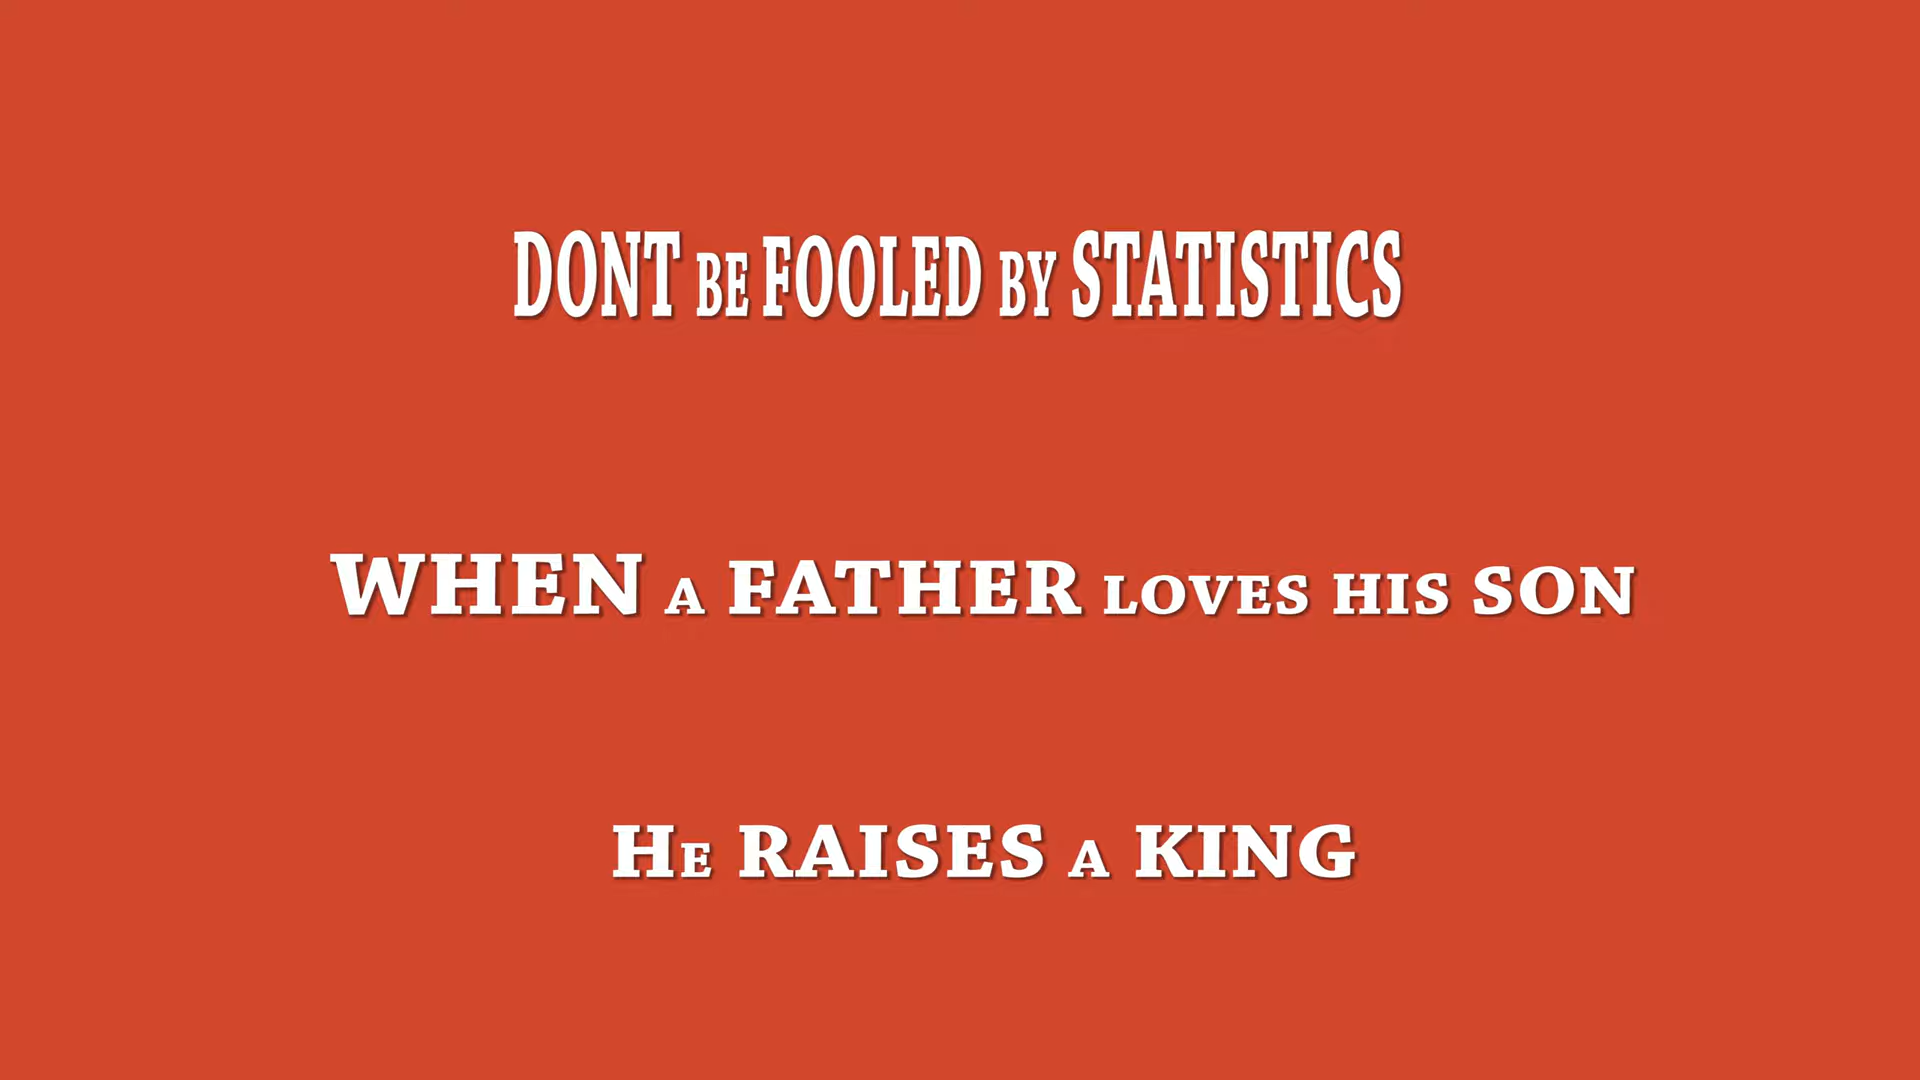 DONT BE FOOLED BY STATISTICS
WHEN A FATHER LOVES HIS SON
HE RAISES A KING